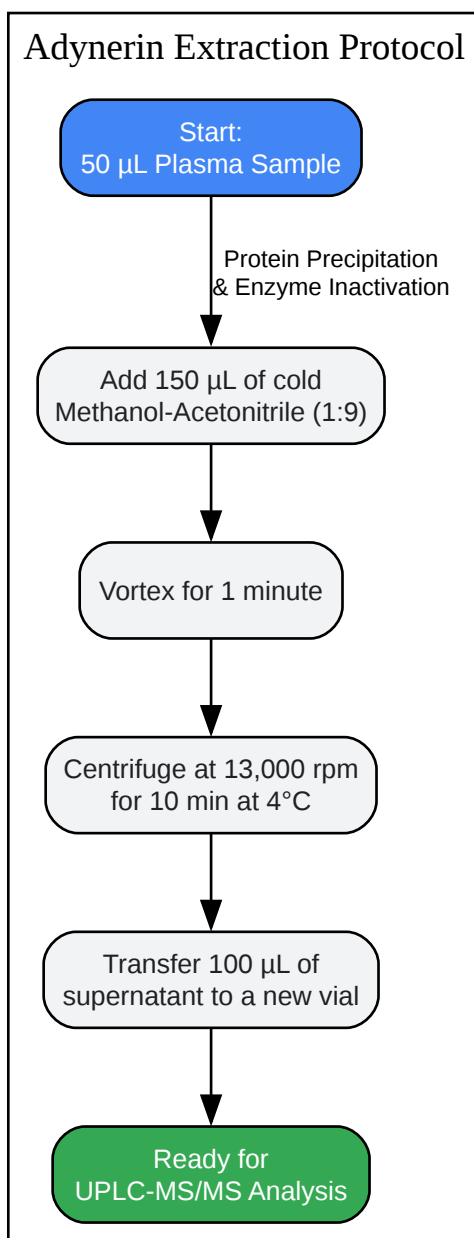 Adynerin Extraction Protocol
Start:
50 µL Plasma Sample
Protein Precipitation
& Enzyme Inactivation
Add 150 µL of cold
Methanol-Acetonitrile (1:9)
Vortex for 1 minute
Centrifuge at 13,000 rpm
for 10 min at 4°C
Transfer 100 µL of
supernatant to a new vial
Ready for
UPLC-MS/MS Analysis